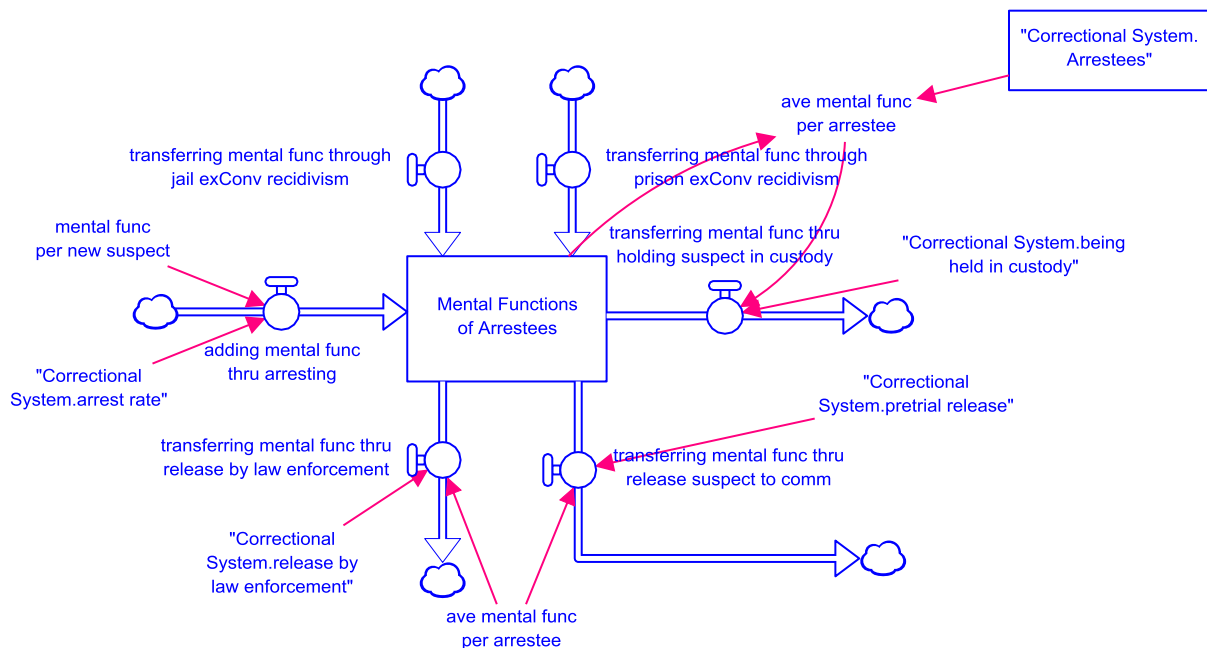 "Correctional System.
Arrestees"
ave mental func
per arrestee
transferring mental func through
jail exConv recidivism
transferring mental func through
prison exConv recidivism
mental func
per new suspect
transferring mental func thru
holding suspect in custody
"Correctional System.being
held in custody"
Mental Functions
of Arrestees
adding mental func
thru arresting
"Correctional
System.arrest rate"
"Correctional
System.pretrial release"
transferring mental func thru
release by law enforcement
transferring mental func thru
release suspect to comm
"Correctional
System.release by
law enforcement"
ave mental func
per arrestee